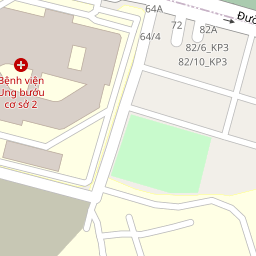 64A
72
82A
Đườ
64/4
82/6_KP3
82/10_KP3
Bệnh viện
Ung bướu
cơ sở 2